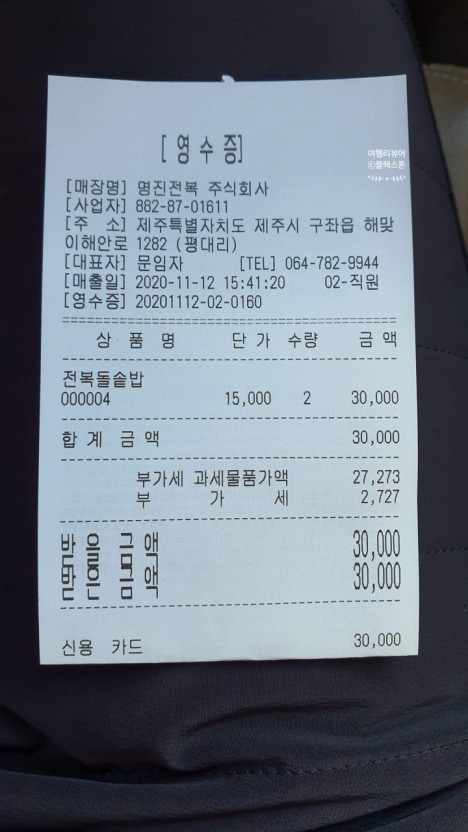 [ 영 수 증]
여행리뷰어
ⓒ블랙스톤
[매장명] 명진전복 주식회사
[사업자] 882-87-01611
[주 소] 제주특별자치도 제주시 구좌읍 해맞
이해안로 1282 (평대리)
[대표자] 문임자 [TEL] 064-782-9944
[매출일] 2020-11-12 15:41:20 02-직원
[영수증] 20201112-02-0160
상 품 명 단 가 수량 금 액
전복돌솥밥
000004 15,000 2 30,000
합 계 금 액 30,000
부가세 과세물품가액 27,273
부 가 세 2,727
받 을 금 액 30,000
받 은 금 액 30,000
신용 카드 30,000